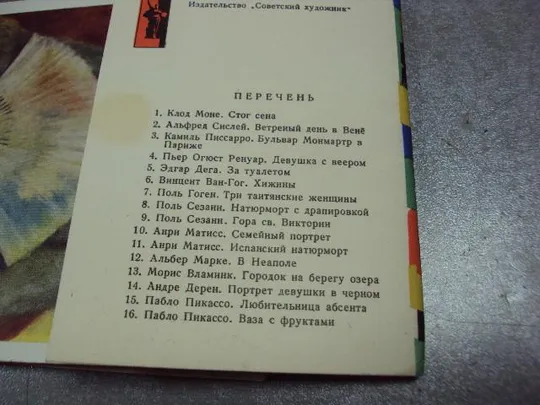 Издательство „Советский художник"
ПЕРЕЧЕНЬ
1. Клод Моне. Стог сена
2. Альфред Сислей. Ветреный день в Венё
3. Камиль Писсарро. Бульвар Монмартр в
Париже
4. Пьер Огюст Ренуар. Девушка с веером
5. Эдгар Дега. За туалетом
6. Винцент Ван-Гог. Хижины
7. Поль Гоген. Три таитянские женщины
8. Поль Сезанн. Натюрморт с драпировкой
9. Поль Сезанн. Гора св. Виктории
10. Анри Матисс. Семейный портрет
11. Анри Матисс. Испанский натюрморт
12. Альбер Марке. В Неаполе
13. Морис Вламинк. Городок на берегу озера
14. Андре Дерен. Портрет девушки в черном
15. Пабло Пикассо. Любительница абсента
16. Пабло Пикассо. Ваза с фруктами